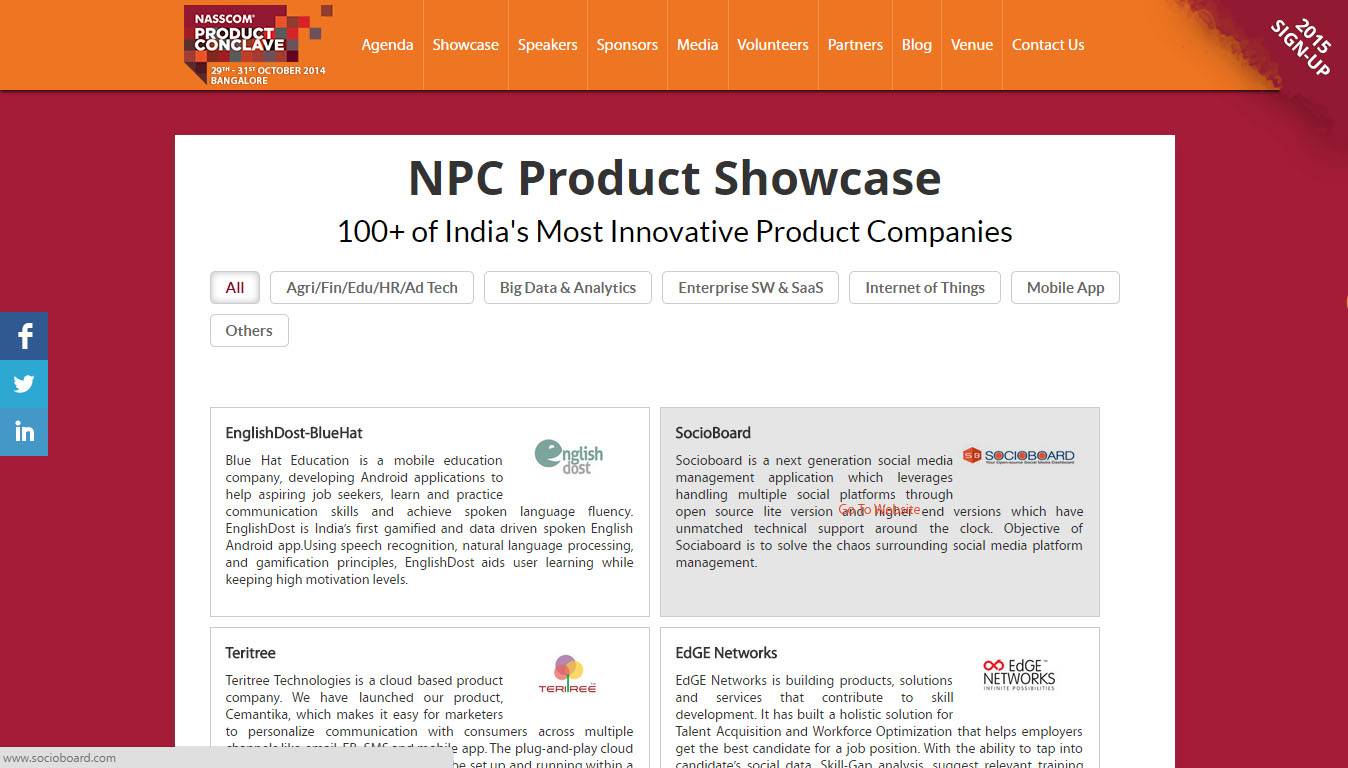 NASSCOM®
PRODUCT
CONCLAVE
29TH - 31ST OCTOBER 2014
BANGALORE
Agenda
Showcase
Speakers
Sponsors
Media
Volunteers
Partners
Blog
Venue
Contact Us
2015
SIGN-UP
NPC Product Showcase
100+ of India's Most Innovative Product Companies
All
Agri/Fin/Edu/HR/Ad Tech
Big Data & Analytics
Enterprise SW & SaaS
Internet of Things
Mobile App
Others
EnglishDost-BlueHat
english
dost
Blue Hat Education is a mobile education
company, developing Android applications to
help aspiring job seekers, learn and practice
communication skills and achieve spoken language fluency.
EnglishDost is India's first gamified and data driven spoken English
Android app.Using speech recognition, natural language processing,
and gamification principles, EnglishDost aids user learning while
keeping high motivation levels.
SocioBoard
SB SOCIOBOARD
Your Open-source Social Media Dashboard
Socioboard is a next generation social media
management application which leverages
handling multiple social platforms through
open source lite version and higher end versions which have
Go To Website
unmatched technical support around the clock. Objective of
Sociaboard is to solve the chaos surrounding social media platform
management.
Teritree
TERITREE™
Teritree Technologies is a cloud based product
company. We have launched our product,
Cementika, which makes it easy for marketers
to personalize communication with consumers across multiple
channels like email, FB, SMS and mobile app. The plug-and-play cloud
be set up and running within a
EdGE Networks
EdGE™
NETWORKS
INFINITE POSSIBILITIES
EdGE Networks is building products, solutions
and services that contribute to skill
development. It has built a holistic solution for
Talent Acquisition and Workforce Optimization that helps employers
get the best candidate for a job position. With the ability to tap into
candidate's social data, Skill-Gap analysis, suggest relevant training
www.socioboard.com